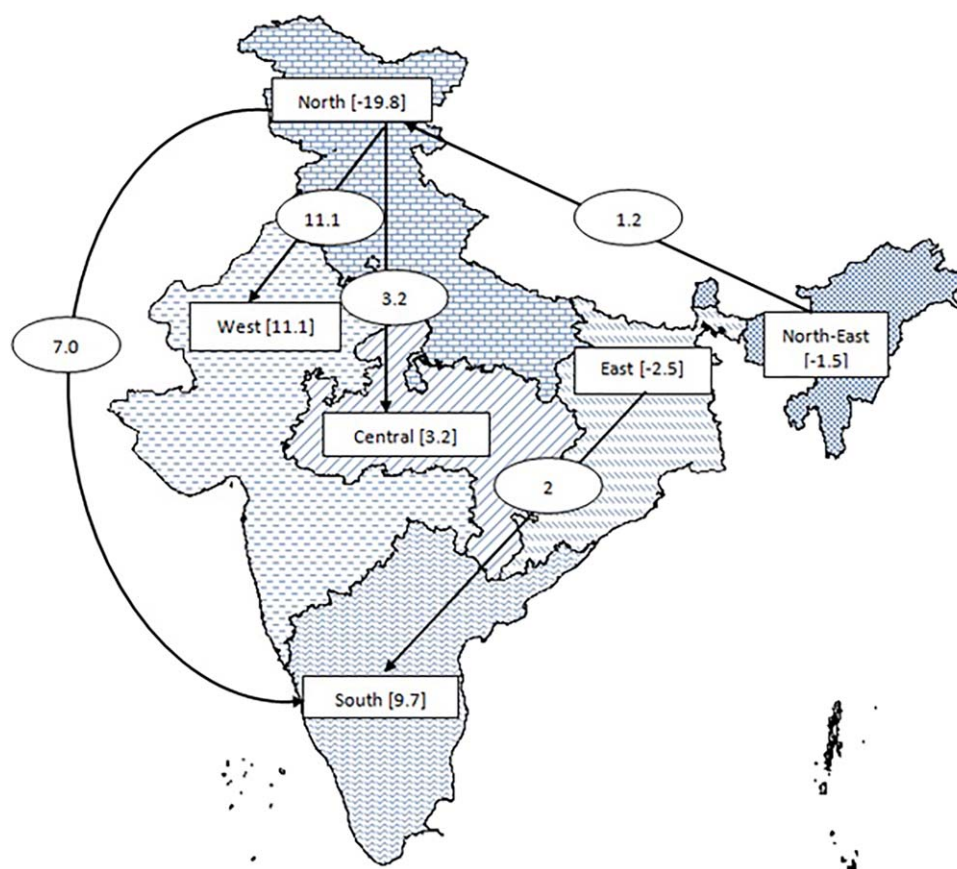 North [-19.8]
11.1
1.2
3.2
West [11.1]
7.0
North-East
[-1.5]
East [-2.5]
Central [3.2]
2
South [9.7]